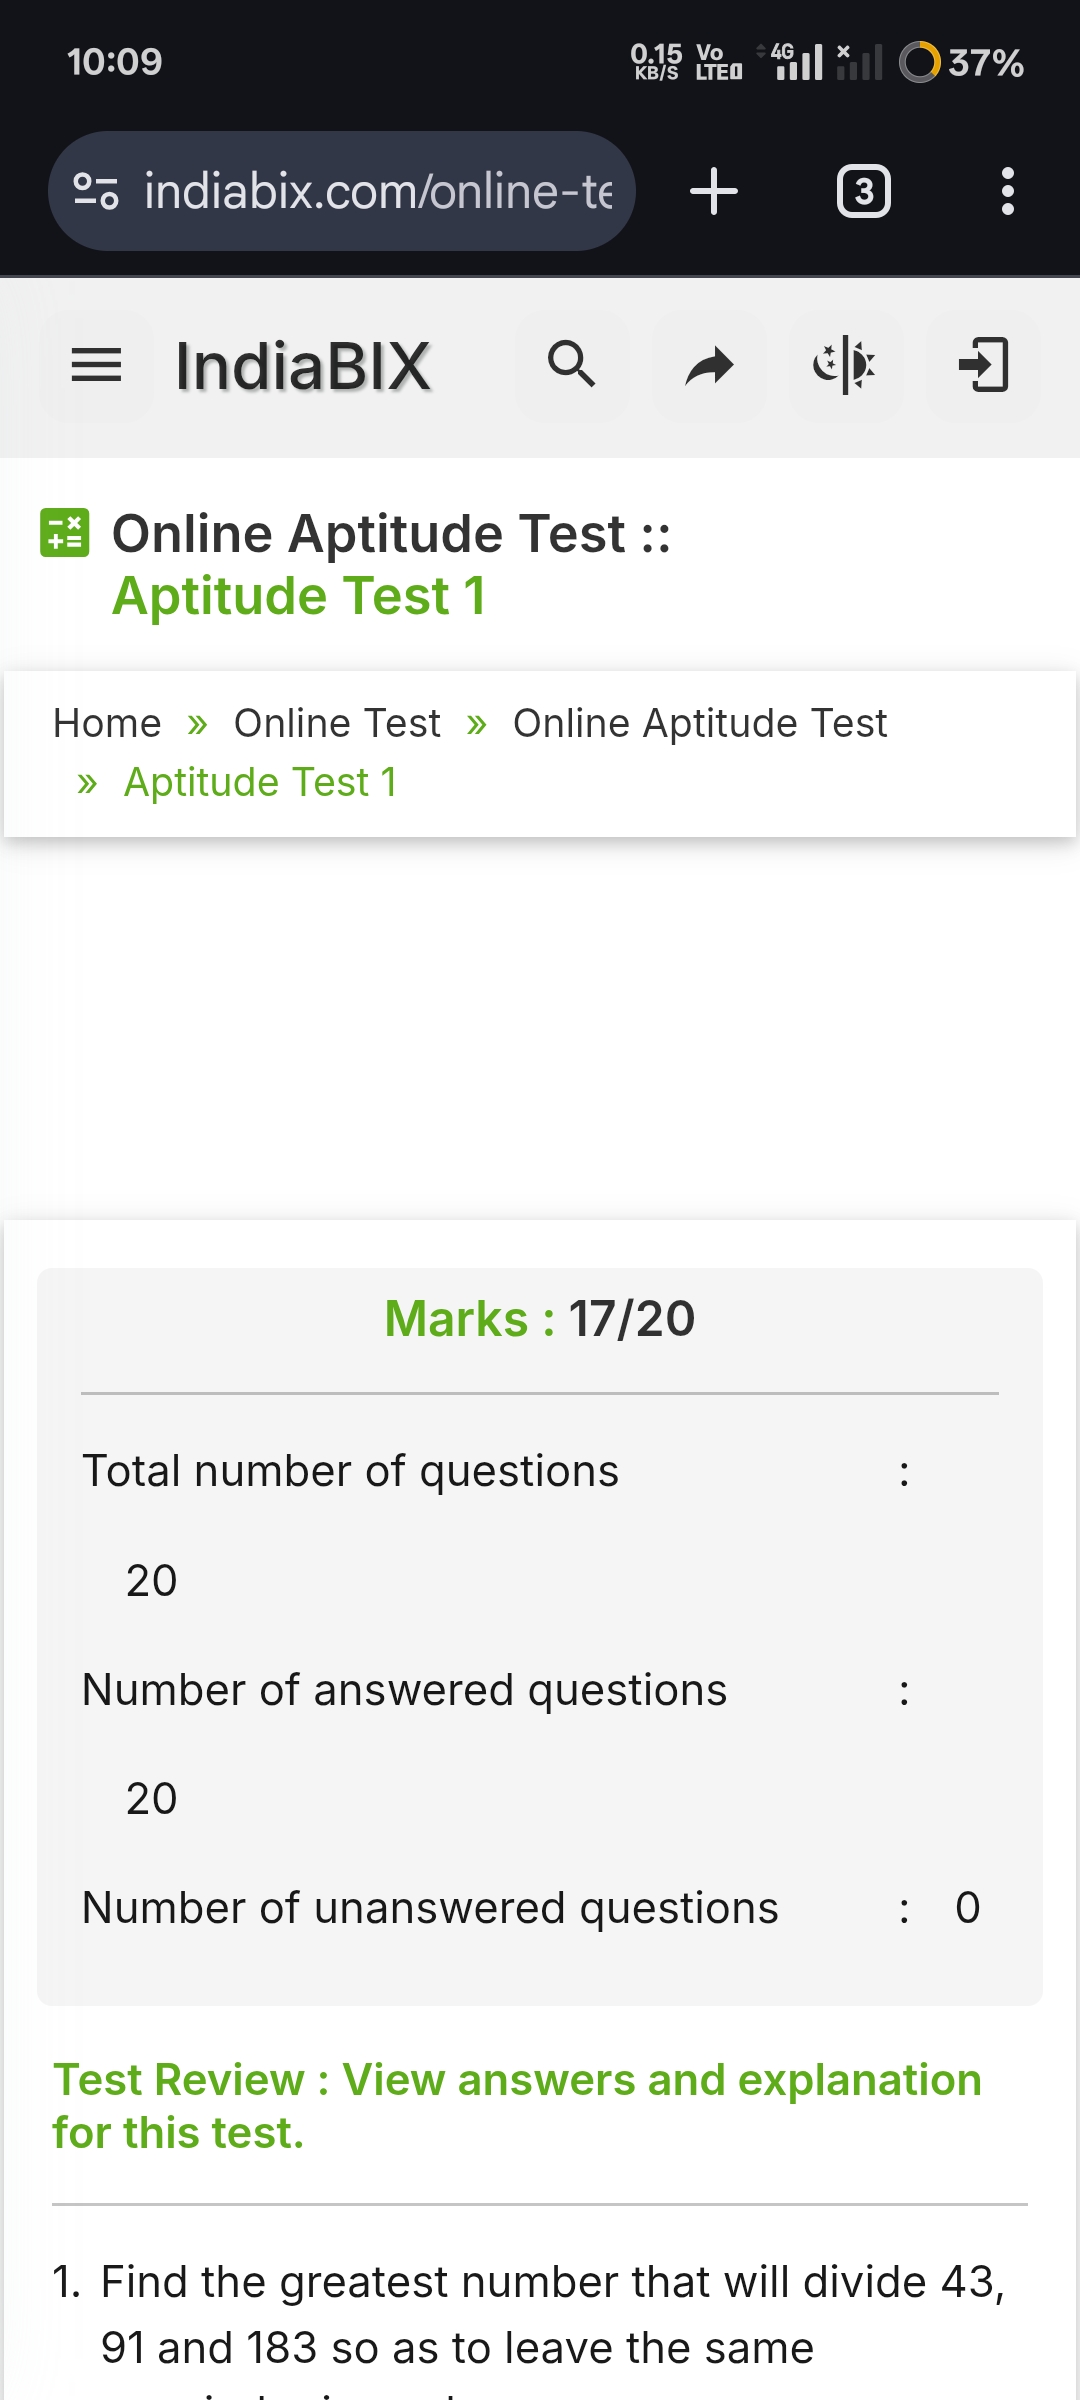 10:09
0.15 KB/S Vo LTE 4G 37%
indiabix.com/online-te
3
IndiaBIX
Online Aptitude Test ::
Aptitude Test 1
Home » Online Test » Online Aptitude Test
» Aptitude Test 1
Marks : 17/20
Total number of questions :
20
Number of answered questions :
20
Number of unanswered questions : 0
Test Review : View answers and explanation
for this test.
1. Find the greatest number that will divide 43,
91 and 183 so as to leave the same